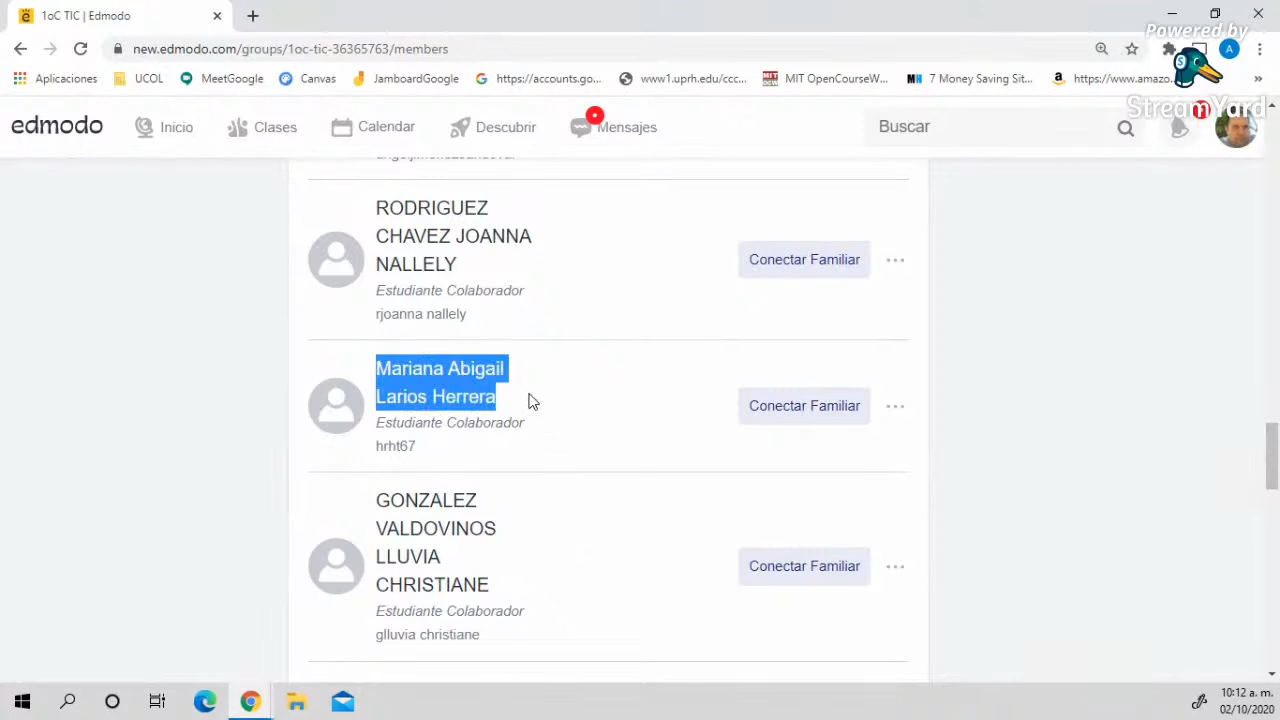 1oC TIC | Edmodo
Powered by
new.edmodo.com/groups/1oc-tic-36365763/members
A
Aplicaciones UCOL MeetGoogle Canvas JamboardGoogle https://accounts.go... www1.uprh.edu/ccc... MIT OpenCourseW... 7 Money Saving Sit... https://www.amazo... »
StreamYard
edmodo Inicio Clases Calendar Descubrir Mensajes Buscar
RODRIGUEZ
CHAVEZ JOANNA
NALLELY
Conectar Familiar
Estudiante Colaborador
rjoanna nallely
Mariana Abigail
Larios Herrera
Conectar Familiar
Estudiante Colaborador
hrht67
GONZALEZ
VALDOVINOS
LLUVIA
CHRISTIANE
Conectar Familiar
Estudiante Colaborador
glluvia christiane
10:12 a. m.
02/10/2020